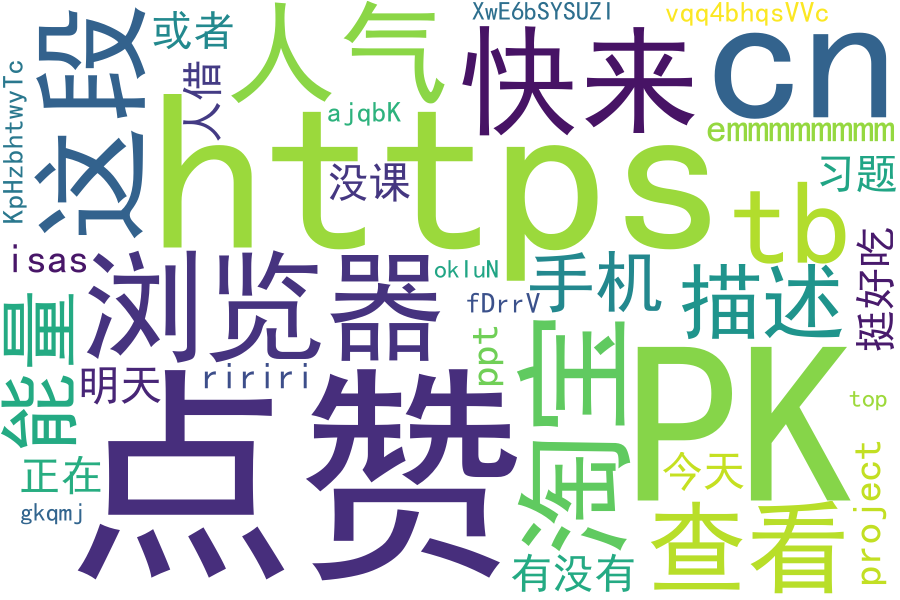 XwE6bSYSUZI
vqq4bhqsVVc
或者
人气
这段
快来
cn
人借
KpHzbhtwyTc
ajqbK
https
emmmmmmmm
没课
习题
tb
isas
浏览器
okIuN
手机
描述
挺好吃
fDrrV
能量
明天
riririri
ppt
淘宝
PK
点赞
top
正在
今天
project
gkqmj
查看
有没有